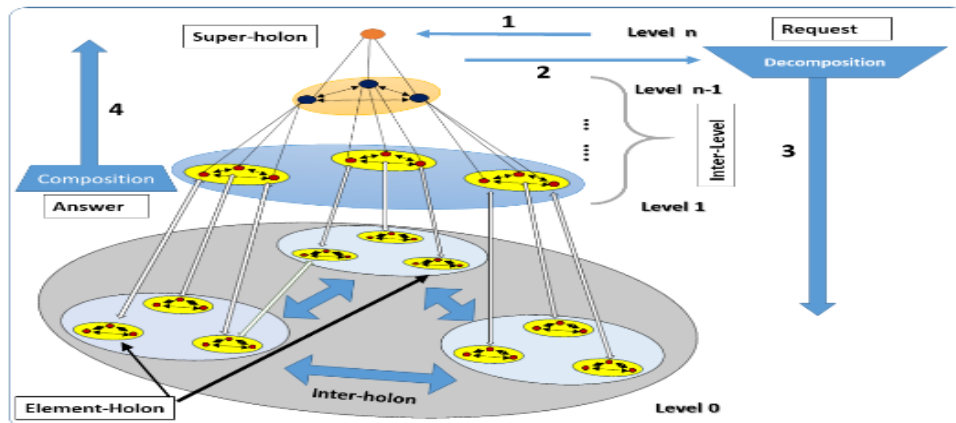 1
Super-holon
Level n
Request
2
Decomposition
Level n-1
4
Inter-Level
3
Composition
Answer
Level 1
Inter-holon
Element-Holon
Level 0